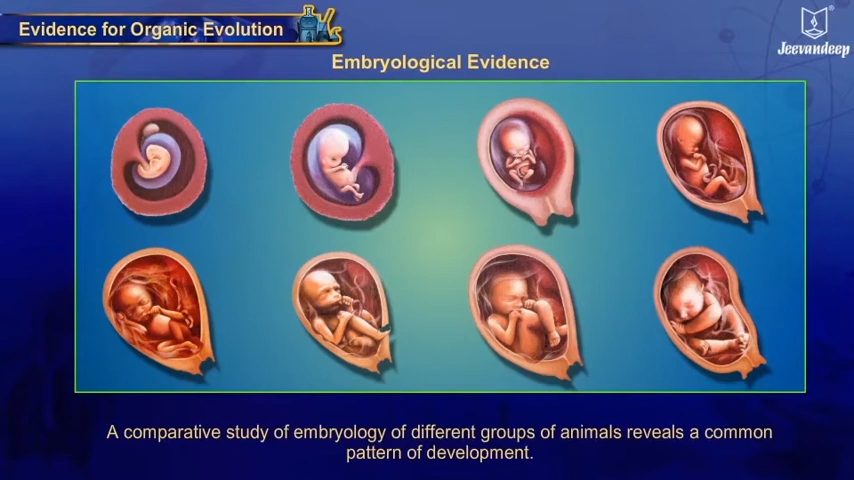 Evidence for Organic Evolution
Jeevandeep®
Embryological Evidence
A comparative study of embryology of different groups of animals reveals a common
pattern of development.